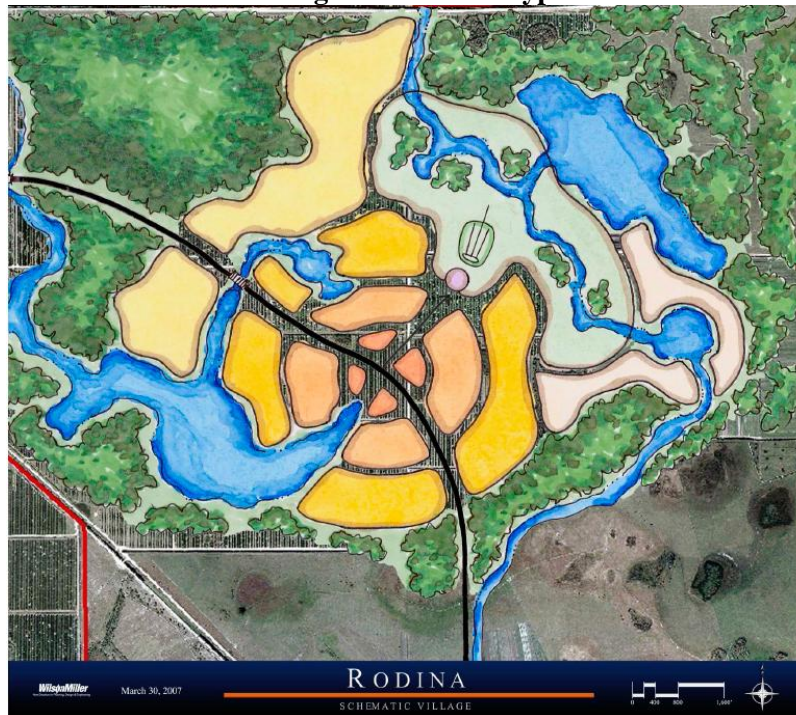 WilsonMiller
March 30, 2007
RODINA
SCHEMATIC VILLAGE
0 400 800 1,600'